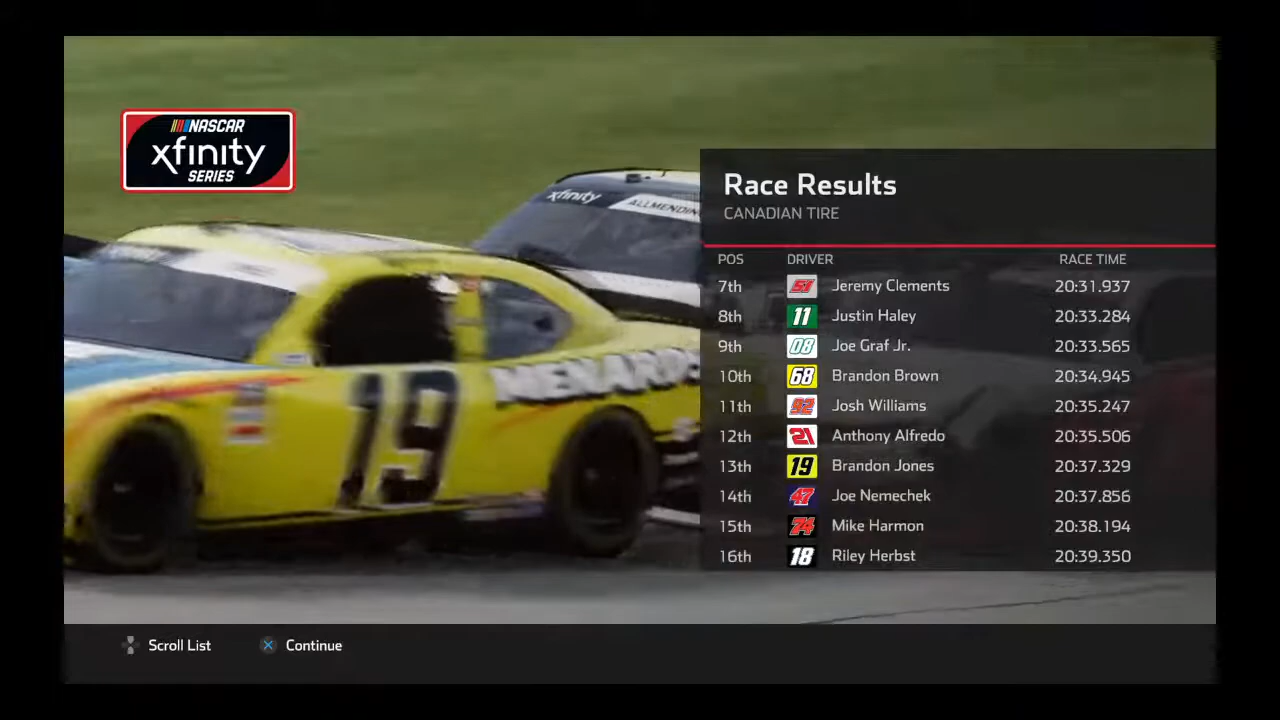 NASCAR
xfinity
SERIES
xfinity
19
MENARDS
Race Results
CANADIAN TIRE
POS DRIVER RACE TIME
7th 51 Jeremy Clements 20:31.937
8th 11 Justin Haley 20:33.284
9th 08 Joe Graf Jr. 20:33.565
10th 68 Brandon Brown 20:34.945
11th 92 Josh Williams 20:35.247
12th 21 Anthony Alfredo 20:35.506
13th 19 Brandon Jones 20:37.329
14th 47 Joe Nemechek 20:37.856
15th 74 Mike Harmon 20:38.194
16th 18 Riley Herbst 20:39.350
Scroll List Continue